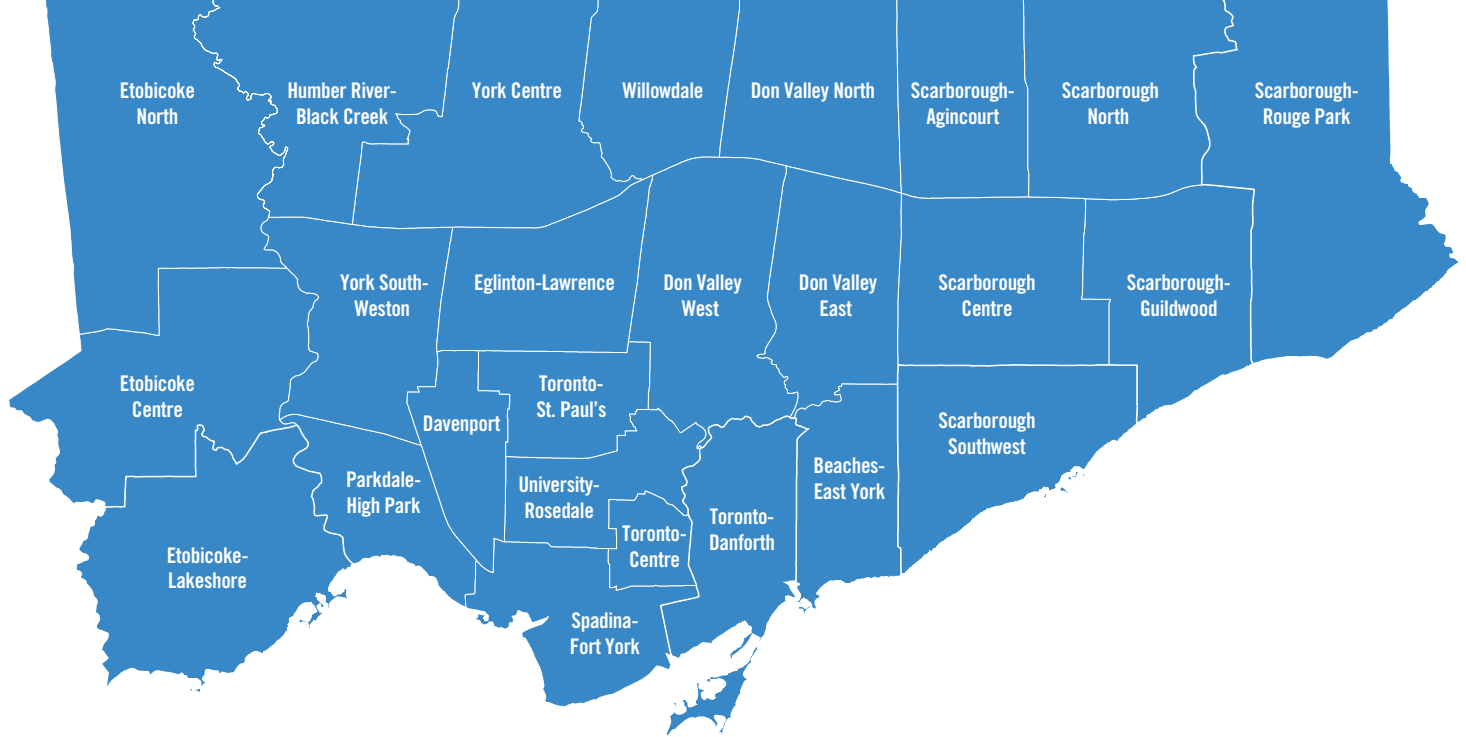 Etobicoke
North
Humber River-
Black Creek
York Centre
Willowdale
Don Valley North
Scarborough-
Agincourt
Scarborough
North
Scarborough-
Rouge Park
York South-
Weston
Eglinton-Lawrence
Don Valley
West
Don Valley
East
Scarborough
Centre
Scarborough-
Guildwood
Etobicoke
Centre
Davenport
Toronto-
St. Paul's
Scarborough
Southwest
Parkdale-
High Park
University-
Rosedale
Beaches-
East York
Toronto-
Centre
Toronto-
Danforth
Etobicoke-
Lakeshore
Spadina-
Fort York